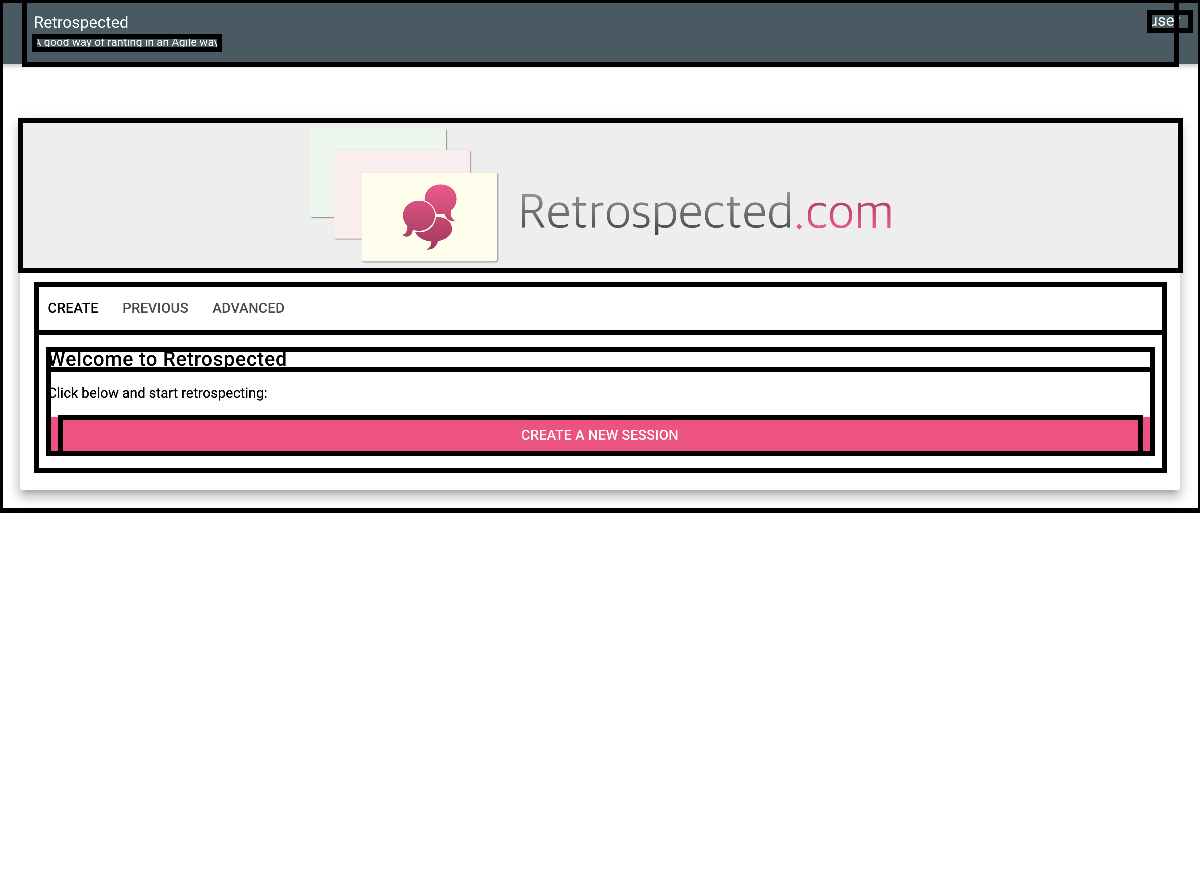 Retrospected
user
A good way of ranting in an Agile way
Retrospected.com
CREATE PREVIOUS ADVANCED
Welcome to Retrospected
Click below and start retrospecting:
CREATE A NEW SESSION